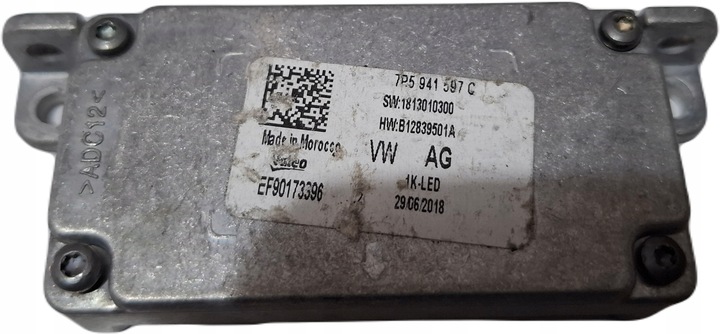 7P5 941 597 C
SW:1813010300
HW:B12839501A
Made in Morocco
VW AG
Valeo
1K-LED
EF90173396
29/06/2018
>ADC12<